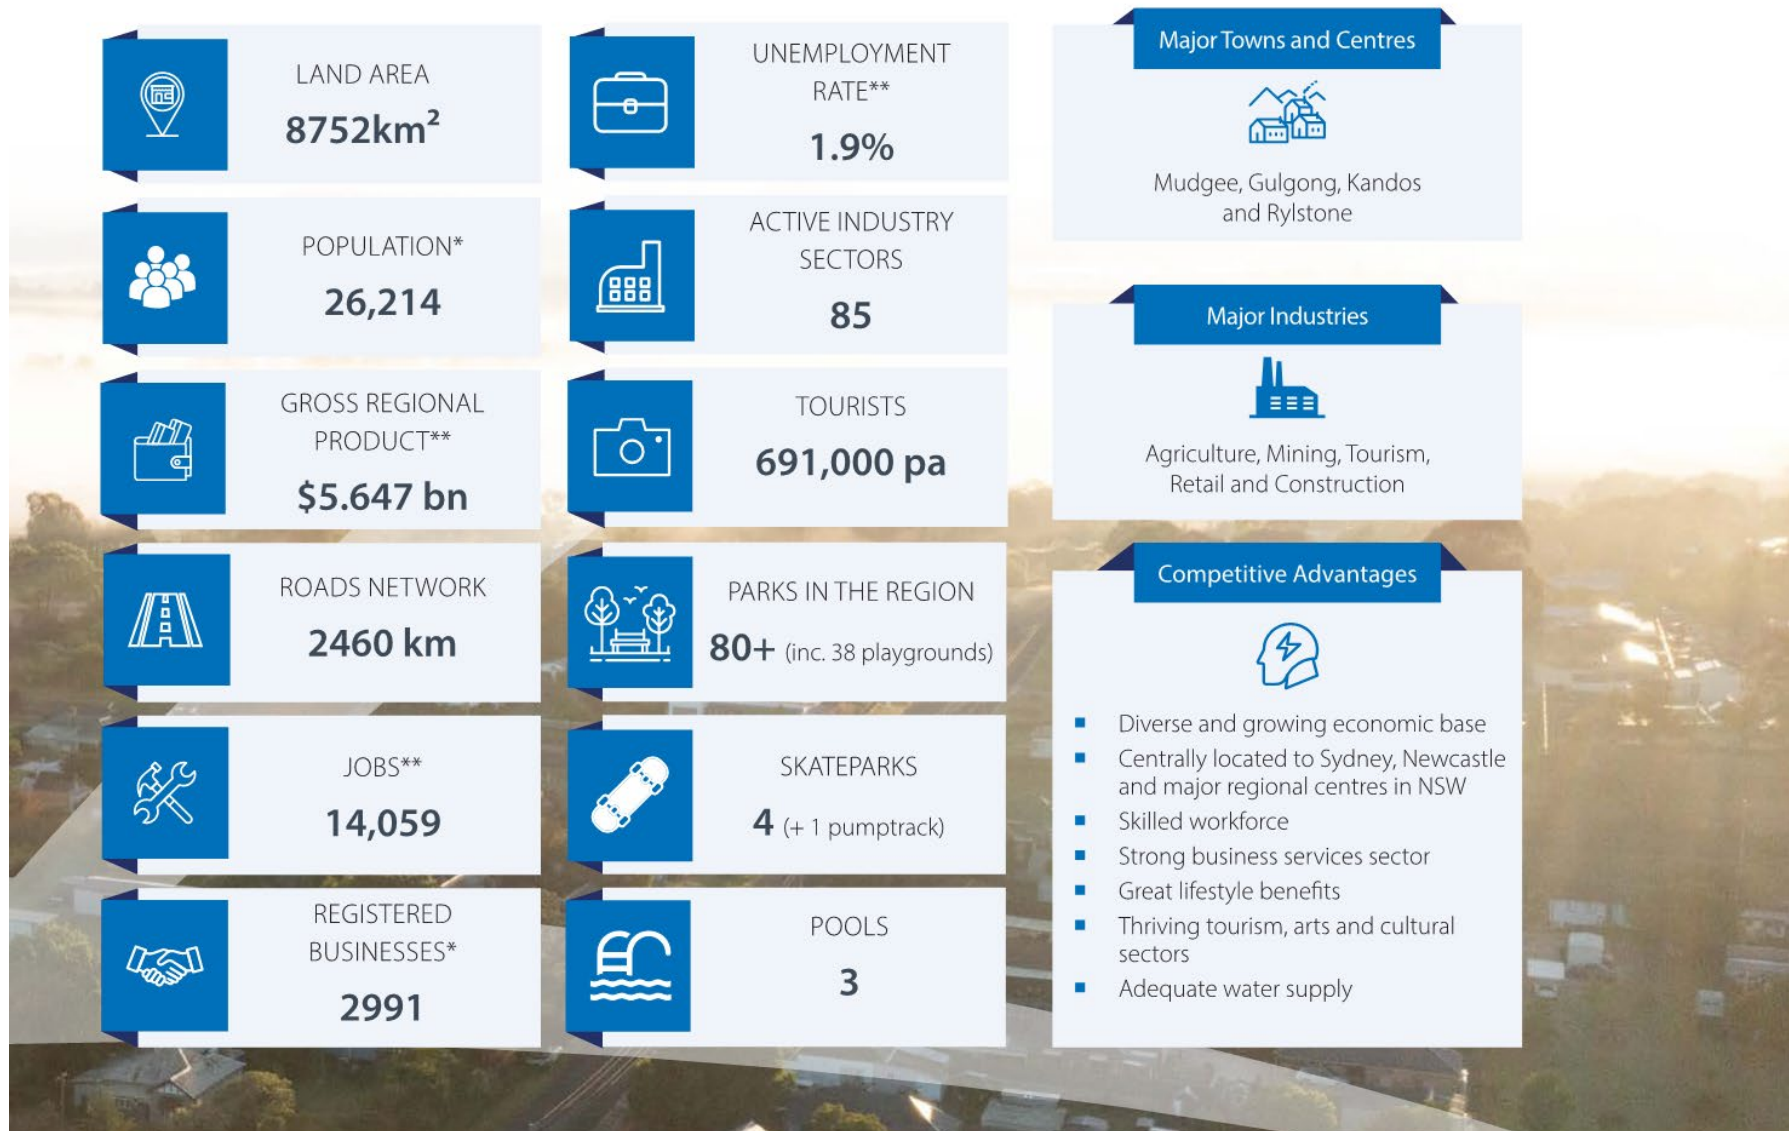 LAND AREA
8752km²
POPULATION*
26,214
GROSS REGIONAL
PRODUCT**
$5.647 bn
ROADS NETWORK
2460 km
JOBS**
14,059
REGISTERED
BUSINESSES*
2991
UNEMPLOYMENT
RATE**
1.9%
ACTIVE INDUSTRY
SECTORS
85
TOURISTS
691,000 pa
PARKS IN THE REGION
80+ (inc. 38 playgrounds)
SKATEPARKS
4 (+ 1 pumptrack)
POOLS
3
Major Towns and Centres
Mudgee, Gulgong, Kandos
and Rylstone
Major Industries
Agriculture, Mining, Tourism,
Retail and Construction
Competitive Advantages
▪ Diverse and growing economic base
▪ Centrally located to Sydney, Newcastle
and major regional centres in NSW
▪ Skilled workforce
▪ Strong business services sector
▪ Great lifestyle benefits
▪ Thriving tourism, arts and cultural
sectors
▪ Adequate water supply